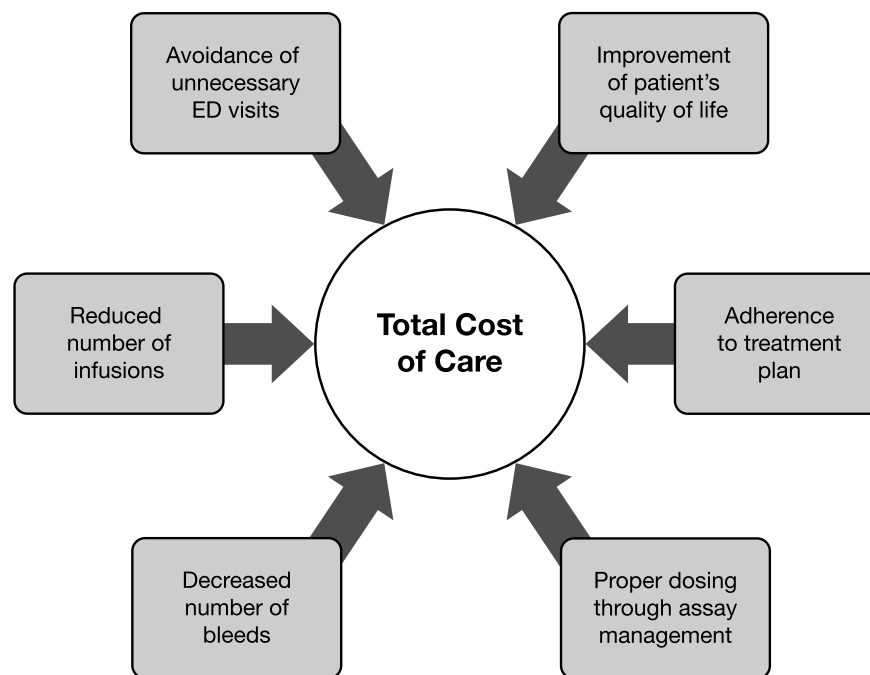 Avoidance of
unnecessary
ED visits
Improvement
of patient’s
quality of life
Reduced
number of
infusions
Total Cost
of Care
Adherence
to treatment
plan
Decreased
number of
bleeds
Proper dosing
through assay
management